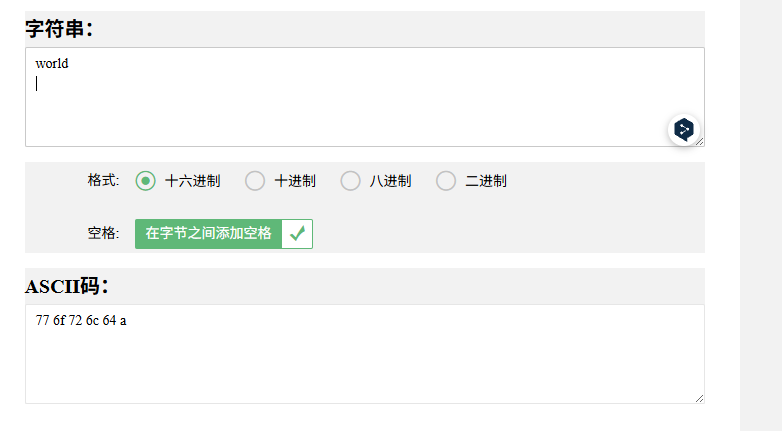 字符串：
world
格式: 十六进制 十进制 八进制 二进制
空格: 在字节之间添加空格
ASCII码：
77 6f 72 6c 64 a